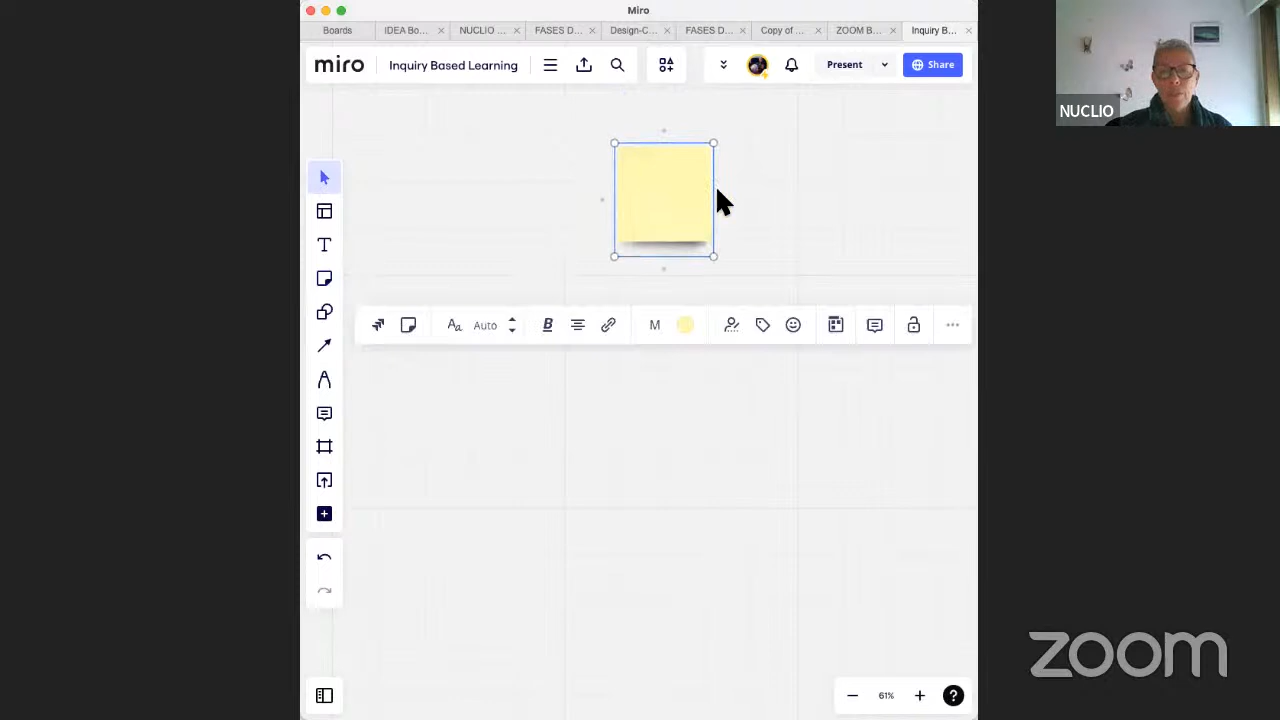 Miro
Boards
IDEA Bo...
NUCLIO ...
FASES D...
Design-C...
FASES D...
Copy of ...
ZOOM B...
Inquiry B...
miro
Inquiry Based Learning
Present
Share
NUCLIO
Aa Auto B M
61%
zoom